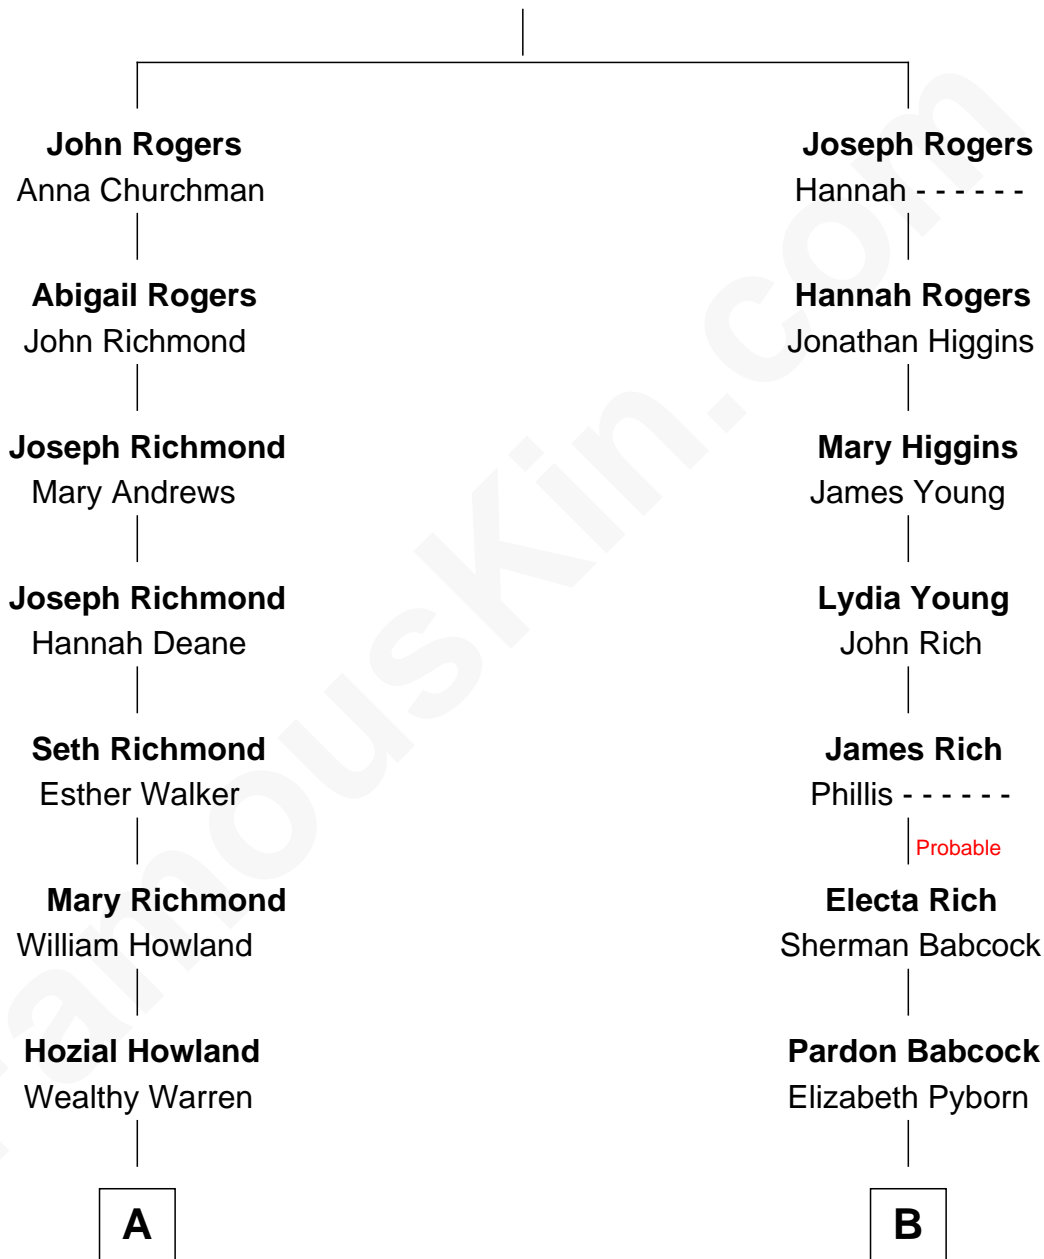 John Rogers
Anna Churchman
Joseph Rogers
Hannah - - - - - -
Abigail Rogers
John Richmond
Hannah Rogers
Jonathan Higgins
Joseph Richmond
Mary Andrews
Mary Higgins
James Young
Joseph Richmond
Hannah Deane
Lydia Young
John Rich
Seth Richmond
Esther Walker
James Rich
Phillis - - - - - -
Probable
Mary Richmond
William Howland
Electa Rich
Sherman Babcock
Hozial Howland
Wealthy Warren
Pardon Babcock
Elizabeth Pyborn
A
B
FamousKin.com